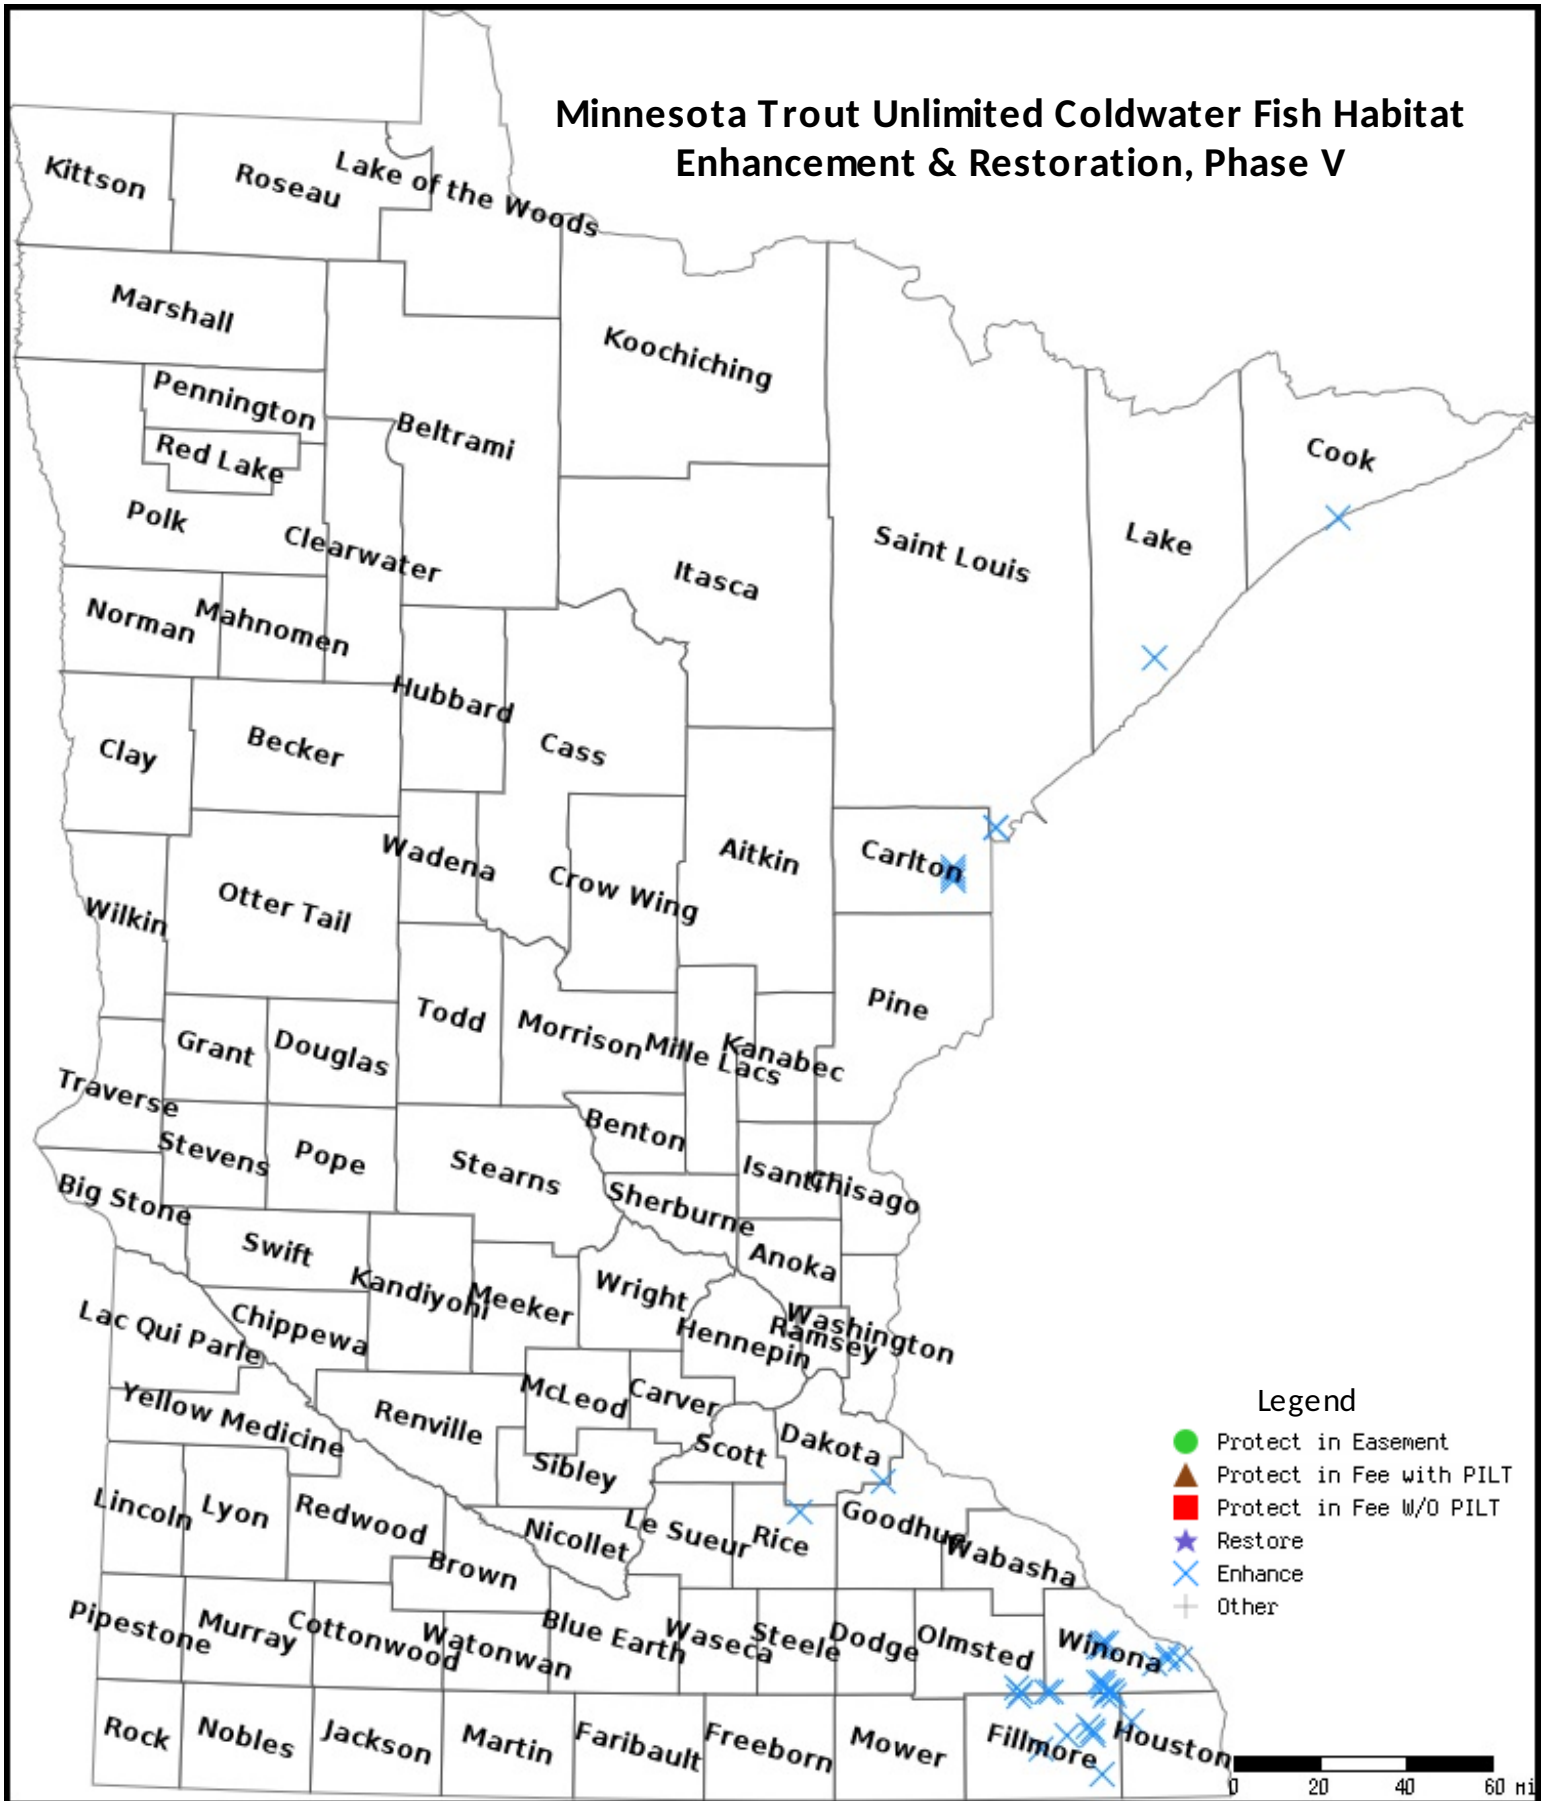 Minnesota Trout Unlimited Coldwater Fish Habitat
Enhancement & Restoration, Phase V
Kittson
Roseau
Lake of the Woods
Marshall
Koochiching
Pennington
Beltrami
Red Lake
Cook
Polk
Clearwater
Saint Louis
Lake
Itasca
Norman
Mahnomen
Hubbard
Clay
Becker
Cass
Wadena
Aitkin
Carlton
Crow Wing
Otter Tail
Wilkin
Pine
Todd
Morrison
Mille Lacs
Kanabec
Grant
Douglas
Traverse
Benton
Stevens
Pope
Stearns
Isanti
Chisago
Big Stone
Sherburne
Swift
Anoka
Kandiyohi
Meeker
Wright
Lac Qui Parle
Chippewa
Hennepin
Ramsey
Washington
McLeod
Carver
Yellow Medicine
Renville
Scott
Dakota
Sibley
Lincoln
Lyon
Redwood
Nicollet
Le Sueur
Rice
Goodhue
Wabasha
Brown
Pipestone
Murray
Cottonwood
Watonwan
Blue Earth
Waseca
Steele
Dodge
Olmsted
Winona
Rock
Nobles
Jackson
Martin
Faribault
Freeborn
Mower
Fillmore
Houston
Legend
Protect in Easement
Protect in Fee with PILT
Protect in Fee W/O PILT
Restore
Enhance
Other
0 20 40 60 mi